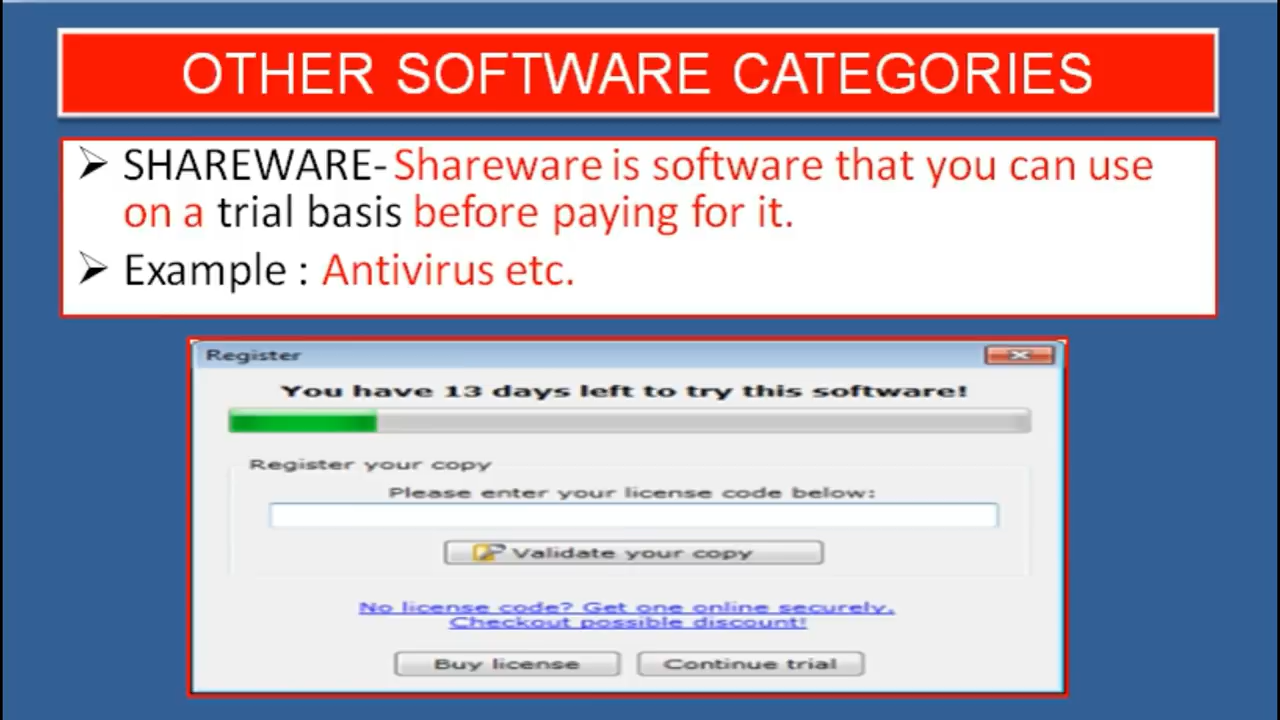 OTHER SOFTWARE CATEGORIES
SHAREWARE- Shareware is software that you can use
on a trial basis before paying for it.
Example : Antivirus etc.
Register
You have 13 days left to try this software!
Register your copy
Please enter your license code below:
Validate your copy
No license code? Get one online securely.
Checkout possible discount!
Buy license
Continue trial